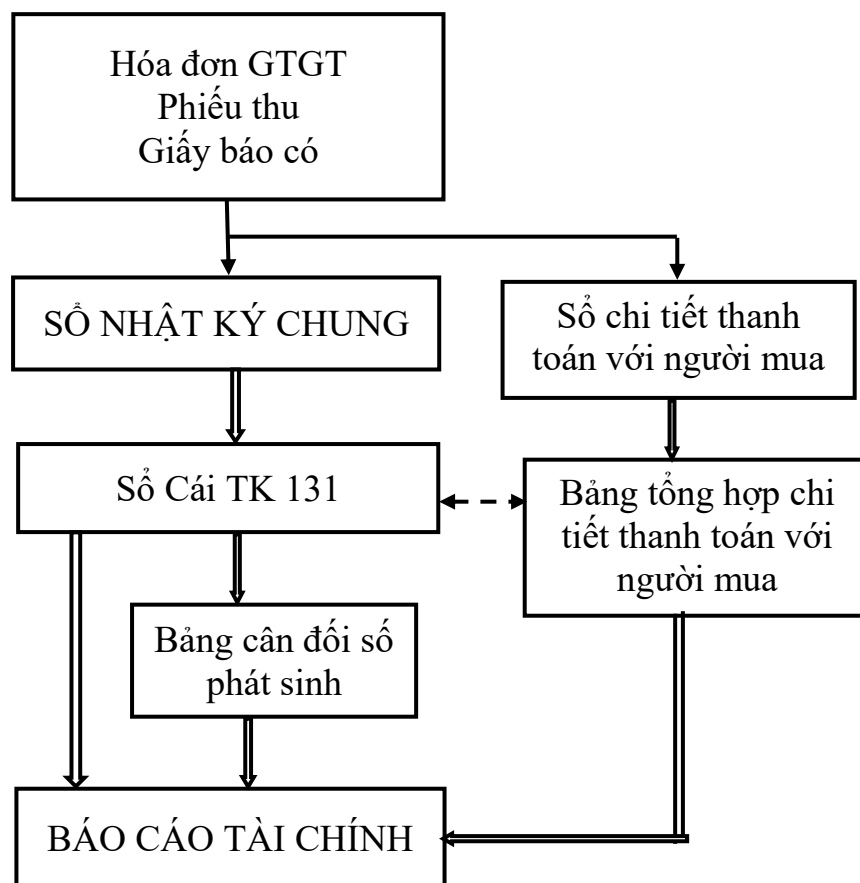 Hóa đơn GTGT
Phiếu thu
Giấy báo có
SỔ NHẬT KÝ CHUNG
Sổ chi tiết thanh
toán với người mua
Sổ Cái TK 131
Bảng tổng hợp chi
tiết thanh toán với
người mua
Bảng cân đối số
phát sinh
BÁO CÁO TÀI CHÍNH